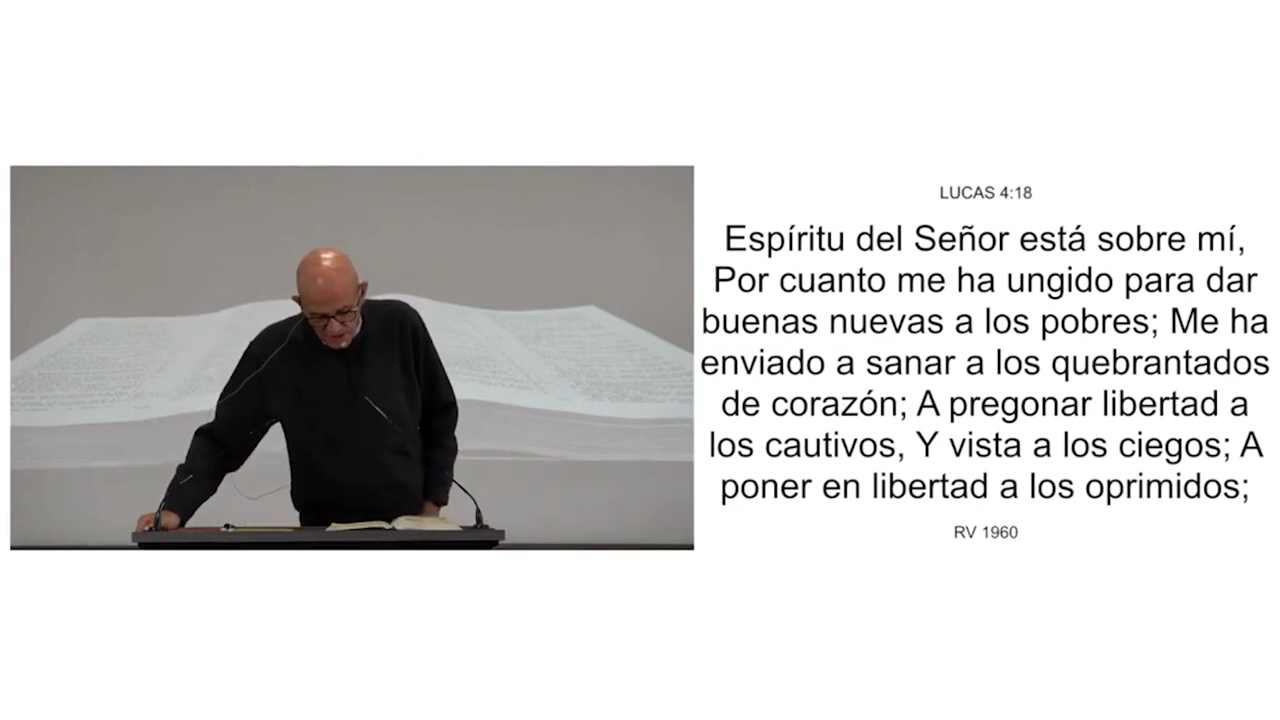 LUCAS 4:18
Espíritu del Señor está sobre mí,
Por cuanto me ha ungido para dar
buenas nuevas a los pobres; Me ha
enviado a sanar a los quebrantados
de corazón; A pregonar libertad a
los cautivos, Y vista a los ciegos; A
poner en libertad a los oprimidos;
RV 1960